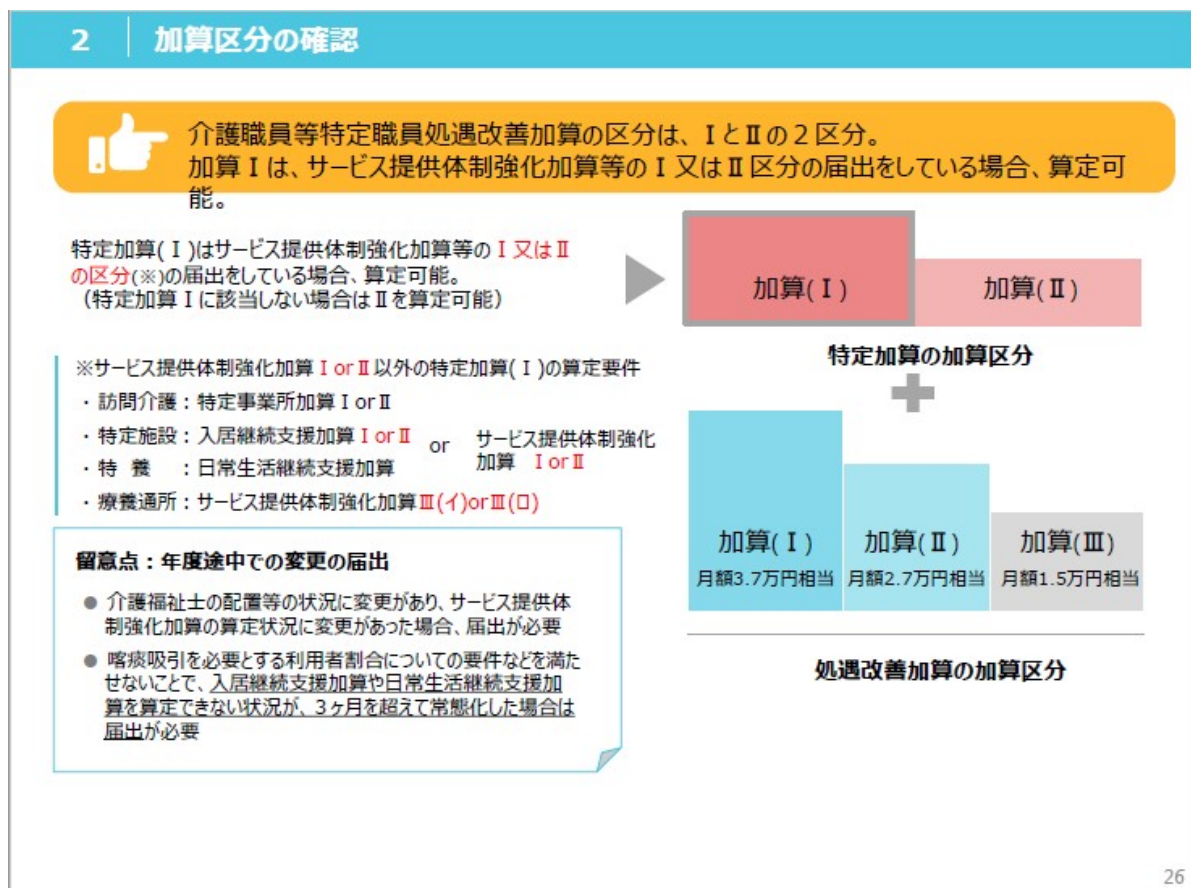 2 加算区分の確認
介護職員等特定職員処遇改善加算の区分は、ⅠとⅡの2区分。
加算Ⅰは、サービス提供体制強化加算等のⅠ又はⅡ区分の届出をしている場合、算定可
能。
特定加算(Ⅰ)はサービス提供体制強化加算等のⅠ又はⅡ
の区分(※)の届出をしている場合、算定可能。
(特定加算Ⅰに該当しない場合はⅡを算定可能)
加算(Ⅰ)
加算(Ⅱ)
特定加算の加算区分
※サービス提供体制強化加算ⅠorⅡ以外の特定加算(Ⅰ)の算定要件
・訪問介護:特定事業所加算ⅠorⅡ
・特定施設:入居継続支援加算ⅠorⅡ
・特 養 :日常生活継続支援加算
or
サービス提供体制強化
加算 ⅠorⅡ
・療養通所:サービス提供体制強化加算Ⅲ(イ)orⅢ(ロ)
留意点:年度途中での変更の届出
● 介護福祉士の配置等の状況に変更があり、サービス提供体
制強化加算の算定状況に変更があった場合、届出が必要
● 喀痰吸引を必要とする利用者割合についての要件などを満た
せないことで、入居継続支援加算や日常生活継続支援加
算を算定できない状況が、3ヶ月を超えて常態化した場合は
届出が必要
加算(Ⅰ)
月額3.7万円相当
加算(Ⅱ)
月額2.7万円相当
加算(Ⅲ)
月額1.5万円相当
処遇改善加算の加算区分
26